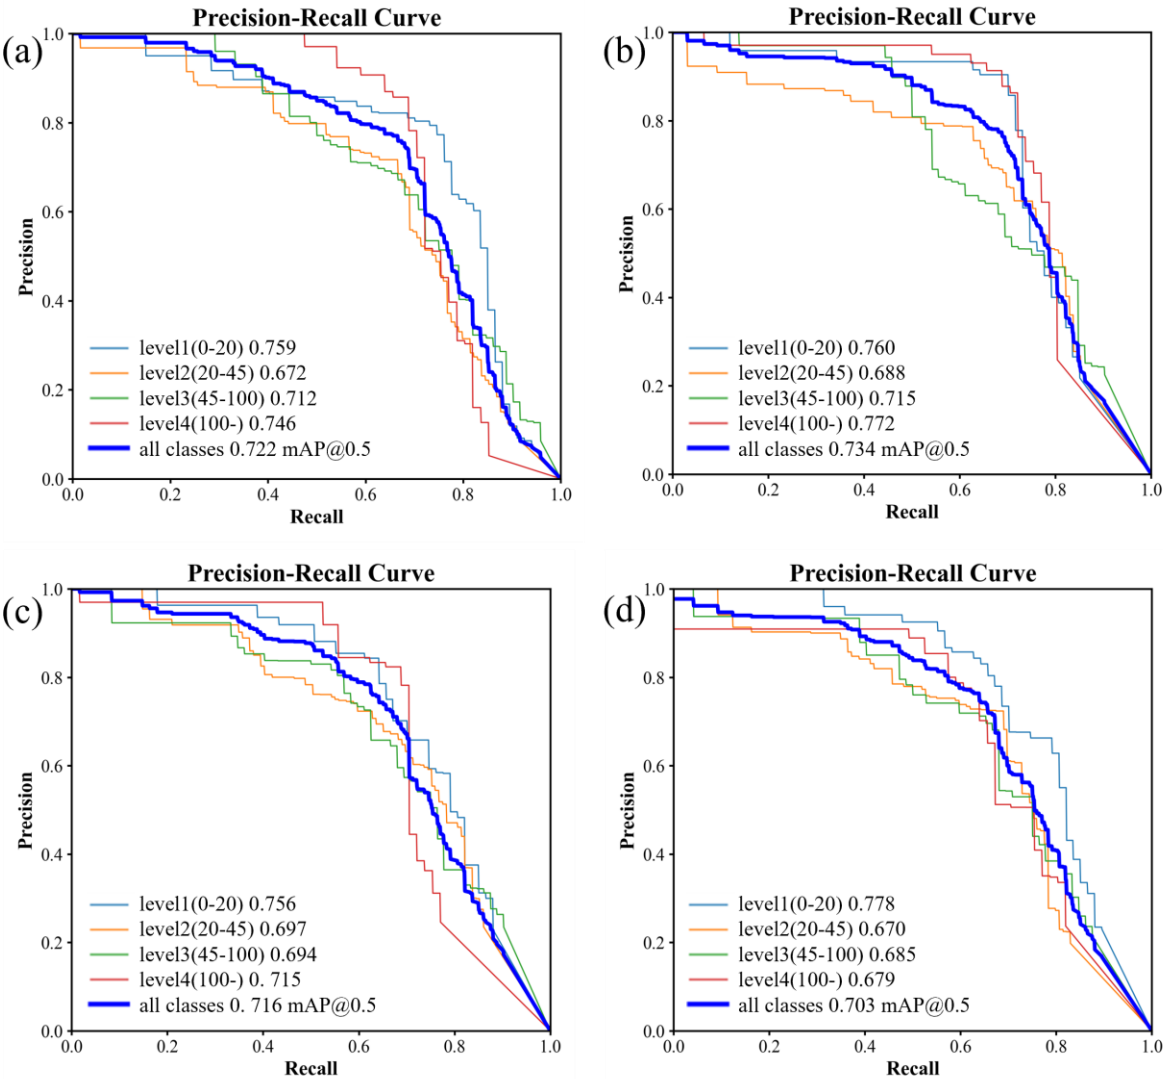 (a)
Precision-Recall Curve
1.0
0.8
0.6
0.4
0.2
0.0
Precision
level1(0-20) 0.759
level2(20-45) 0.672
level3(45-100) 0.712
level4(100-) 0.746
all classes 0.722 mAP@0.5
0.0 0.2 0.4 0.6 0.8 1.0
Recall
(b)
Precision-Recall Curve
1.0
0.8
0.6
0.4
0.2
0.0
Precision
level1(0-20) 0.760
level2(20-45) 0.688
level3(45-100) 0.715
level4(100-) 0.772
all classes 0.734 mAP@0.5
0.0 0.2 0.4 0.6 0.8 1.0
Recall
(c)
Precision-Recall Curve
1.0
0.8
0.6
0.4
0.2
0.0
Precision
level1(0-20) 0.756
level2(20-45) 0.697
level3(45-100) 0.694
level4(100-) 0.715
all classes 0. 716 mAP@0.5
0.0 0.2 0.4 0.6 0.8 1.0
Recall
(d)
Precision-Recall Curve
1.0
0.8
0.6
0.4
0.2
0.0
Precision
level1(0-20) 0.778
level2(20-45) 0.670
level3(45-100) 0.685
level4(100-) 0.679
all classes 0.703 mAP@0.5
0.0 0.2 0.4 0.6 0.8 1.0
Recall